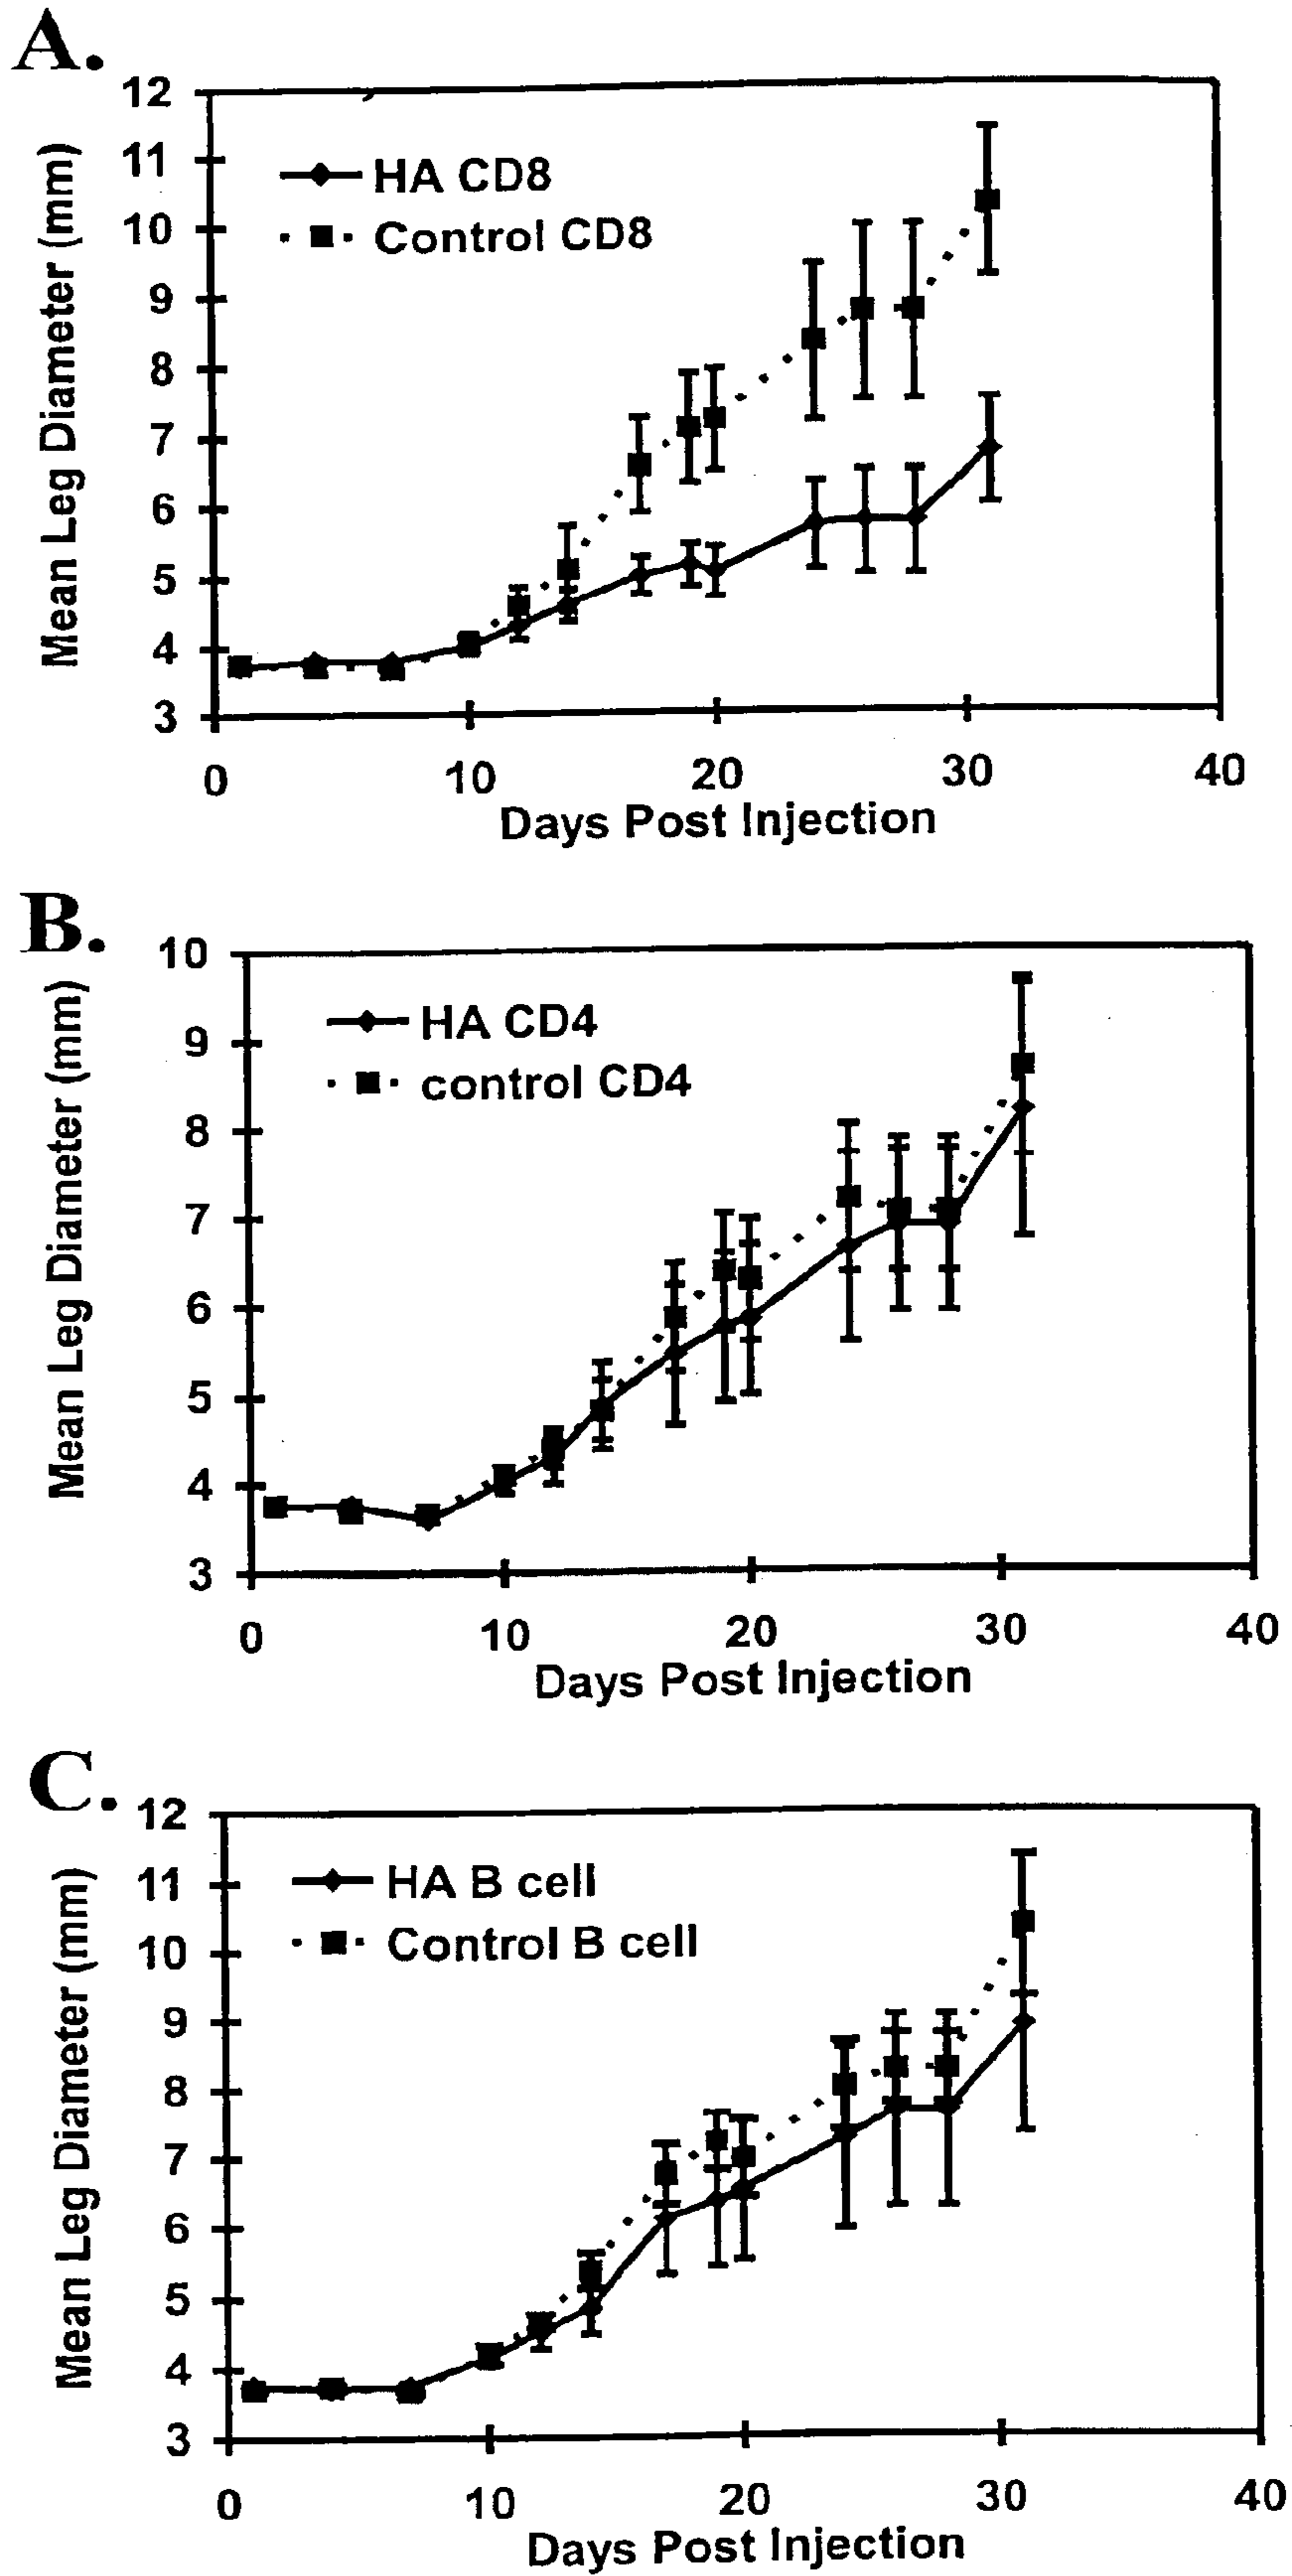 A.
12
11
10
9
8
7
6
5
4
3
Mean Leg Diameter (mm)
HA CD8
Control CD8
0 10 20 30 40
Days Post Injection
B.
10
9
8
7
6
5
4
3
Mean Leg Diameter (mm)
HA CD4
control CD4
0 10 20 30 40
Days Post Injection
C.
12
11
10
9
8
7
6
5
4
3
Mean Leg Diameter (mm)
HA B cell
Control B cell
0 10 20 30 40
Days Post Injection